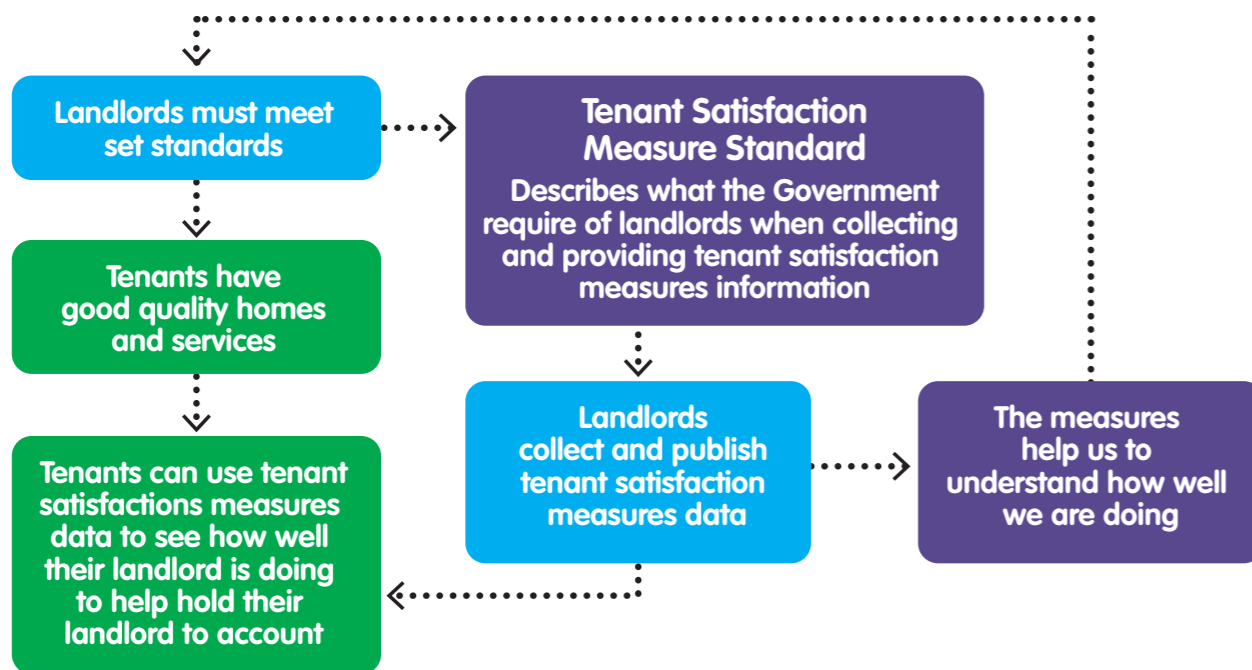 Landlords must meet
set standards
Tenant Satisfaction
Measure Standard
Describes what the Government
require of landlords when collecting
and providing tenant satisfaction
measures information
Tenants have
good quality homes
and services
Landlords
collect and publish
tenant satisfaction
measures data
The measures
help us to
understand how well
we are doing
Tenants can use tenant
satisfactions measures
data to see how well
their landlord is doing
to help hold their
landlord to account